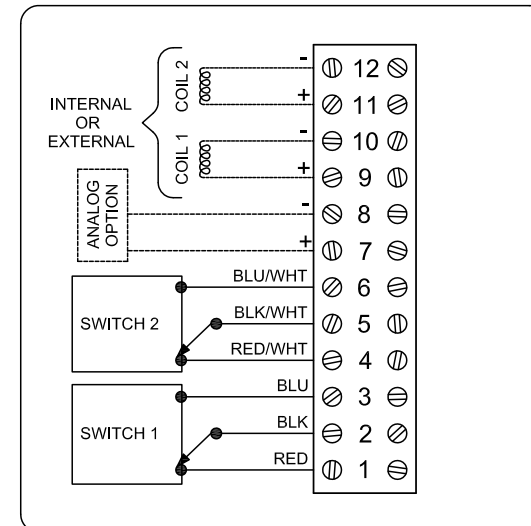 COIL 2
- 12
+ 11
INTERNAL
OR
EXTERNAL
COIL 1
- 10
+ 9
ANALOG
OPTION
- 8
+ 7
SWITCH 2
BLU/WHT 6
BLK/WHT 5
RED/WHT 4
SWITCH 1
BLU 3
BLK 2
RED 1